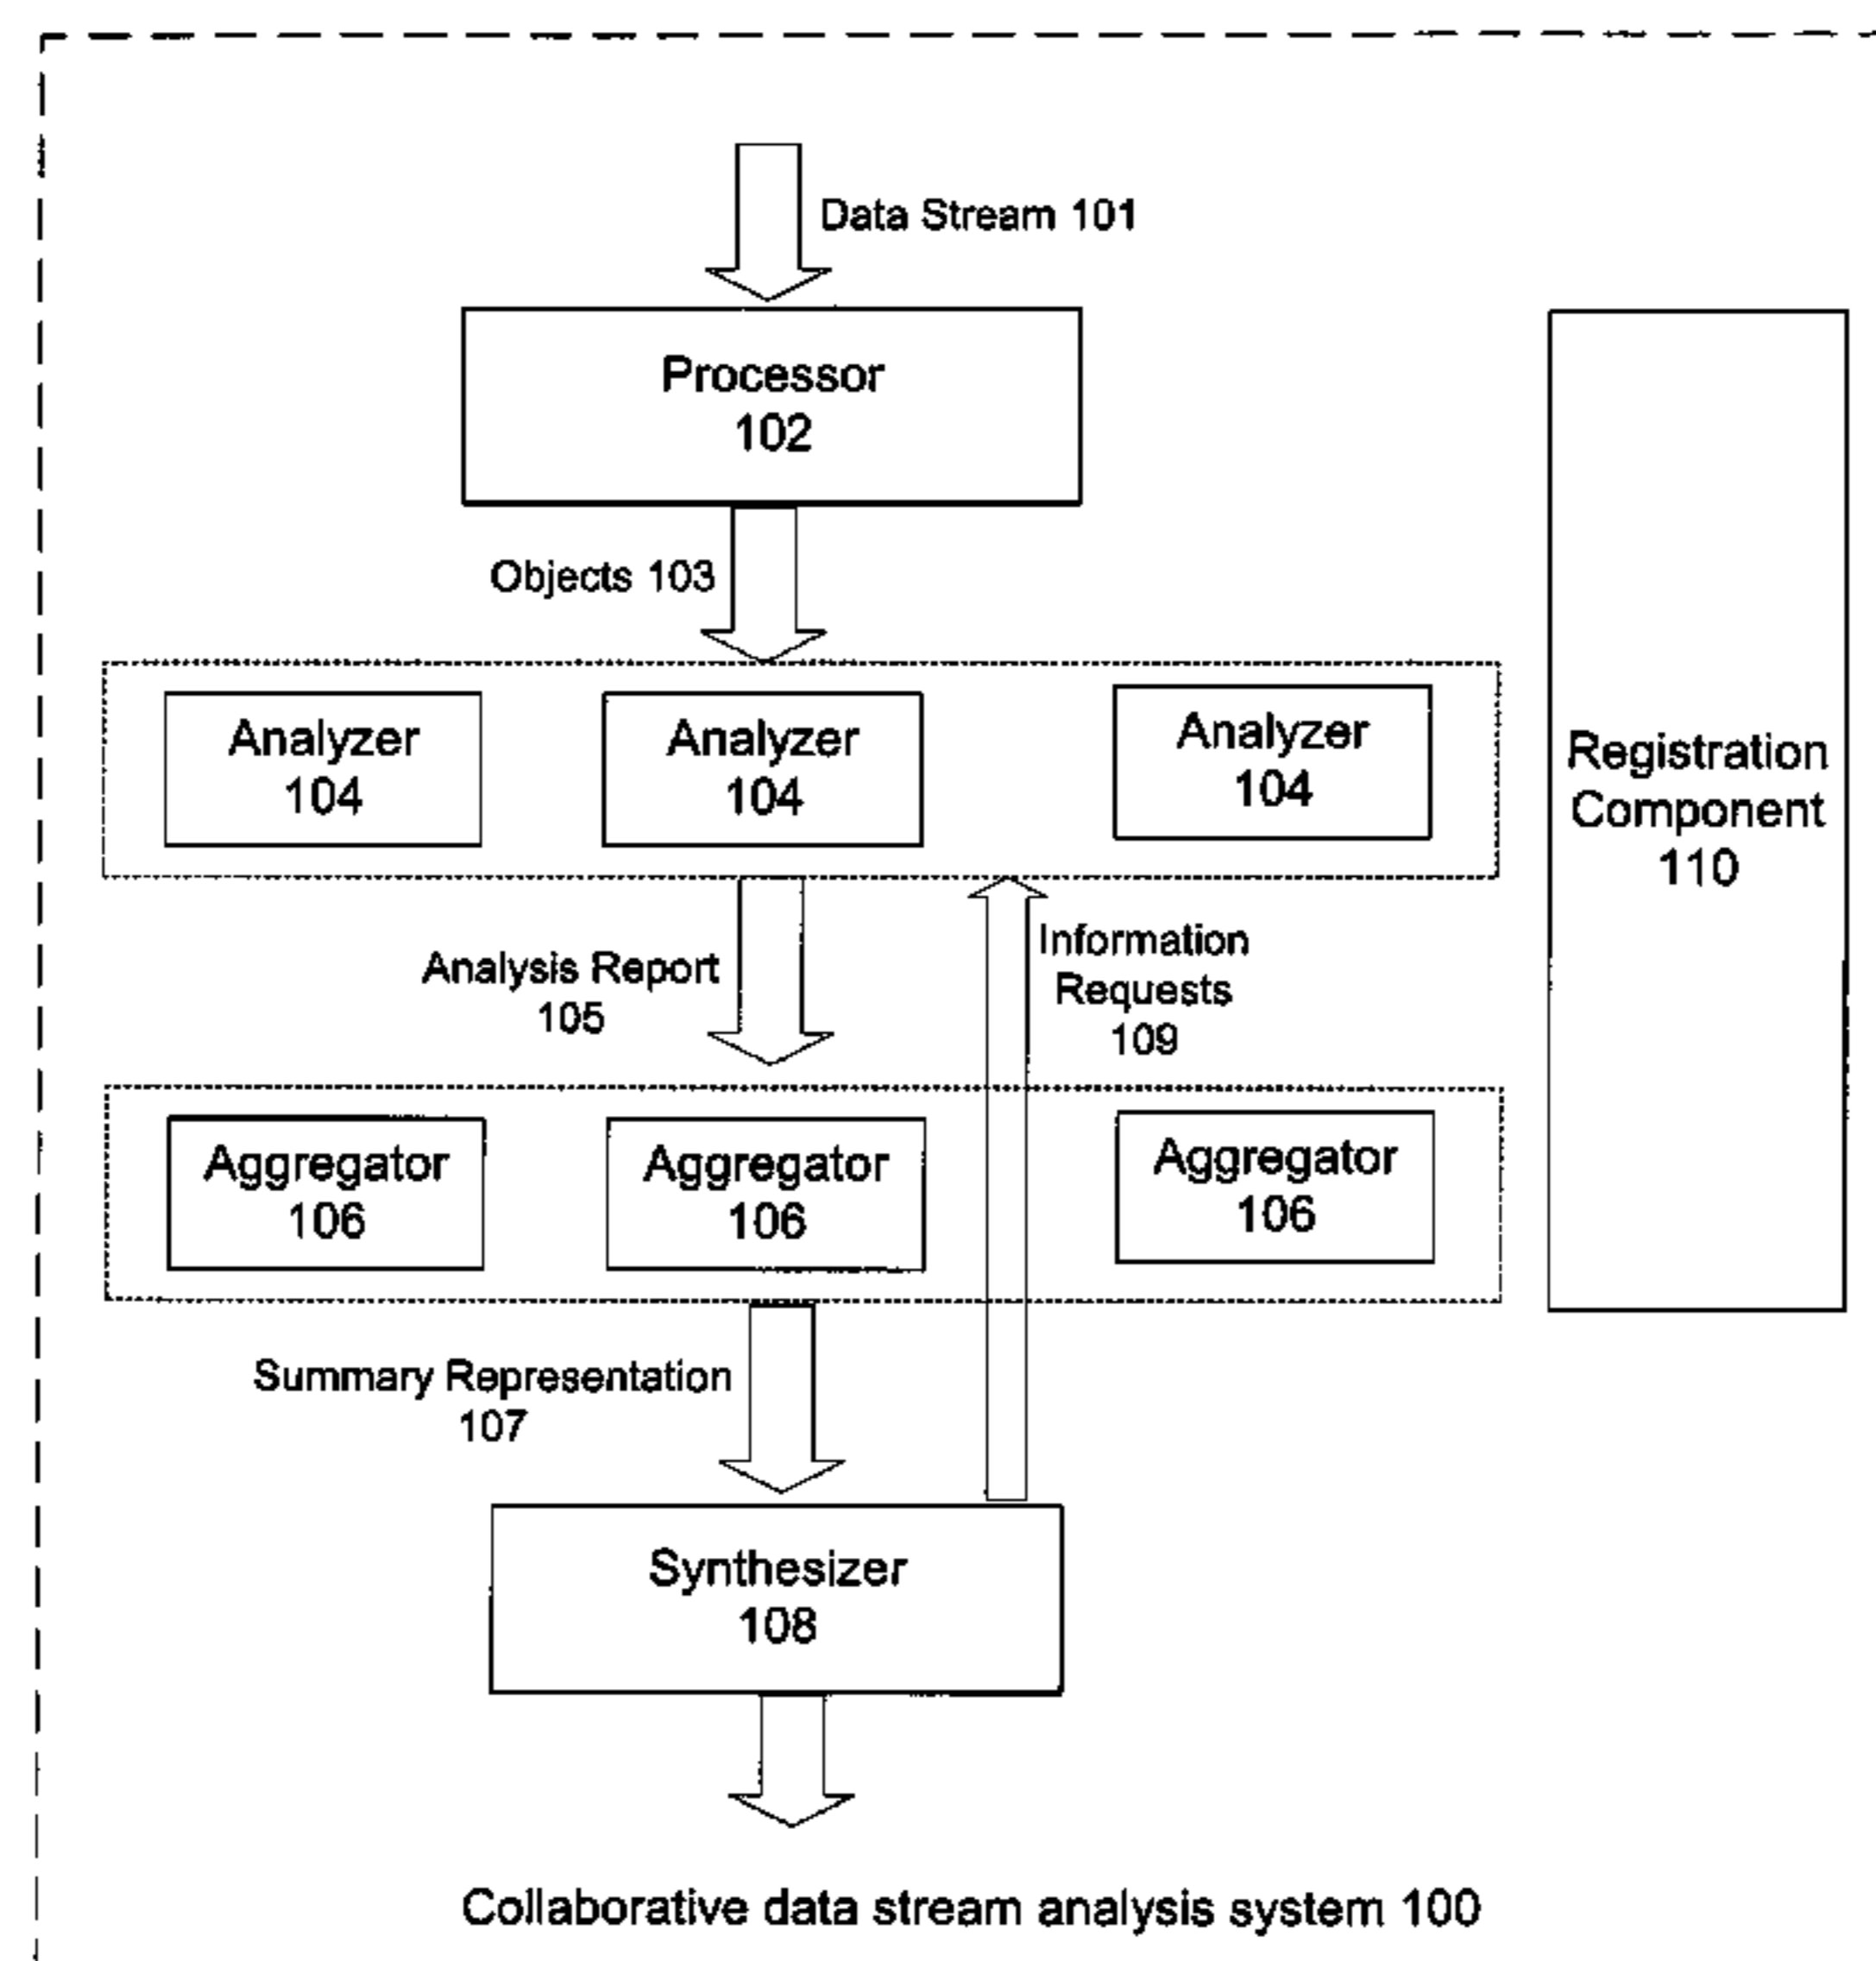 Data Stream 101
Processor
102
Objects 103
Analyzer
104
Analyzer
104
Analyzer
104
Registration
Component
110
Analysis Report
105
Information
Requests
109
Aggregator
106
Aggregator
106
Aggregator
106
Summary Representation
107
Synthesizer
108
Collaborative data stream analysis system 100